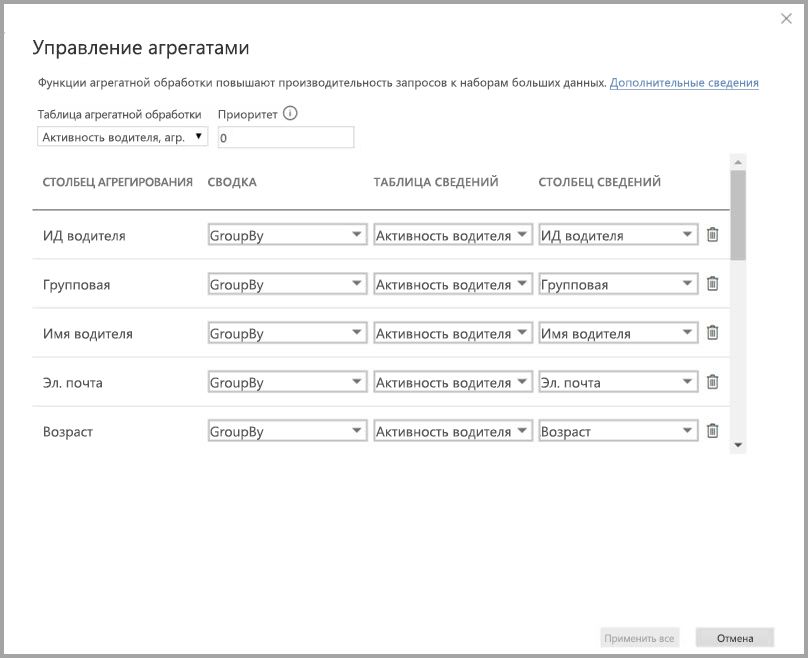 Управление агрегатами
Функции агрегатной обработки повышают производительность запросов к наборам больших данных. Дополнительные сведения
Таблица агрегатной обработки Приоритет
Активность водителя, агр. 0
СТОЛБЕЦ АГРЕГИРОВАНИЯ СВОДКА ТАБЛИЦА СВЕДЕНИЙ СТОЛБЕЦ СВЕДЕНИЙ
ИД водителя GroupBy Активность водителя ИД водителя
Групповая GroupBy Активность водителя Групповая
Имя водителя GroupBy Активность водителя Имя водителя
Эл. почта GroupBy Активность водителя Эл. почта
Возраст GroupBy Активность водителя Возраст
Применить все Отмена